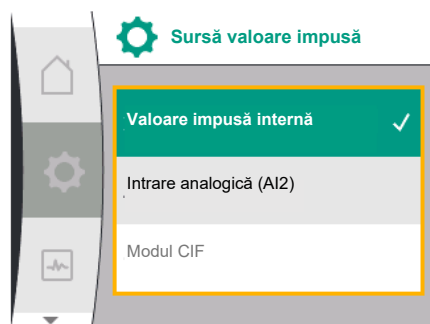 Sursă valoare impusă
Valoare impusă internă
Intrare analogică (AI2)
Modul CIF